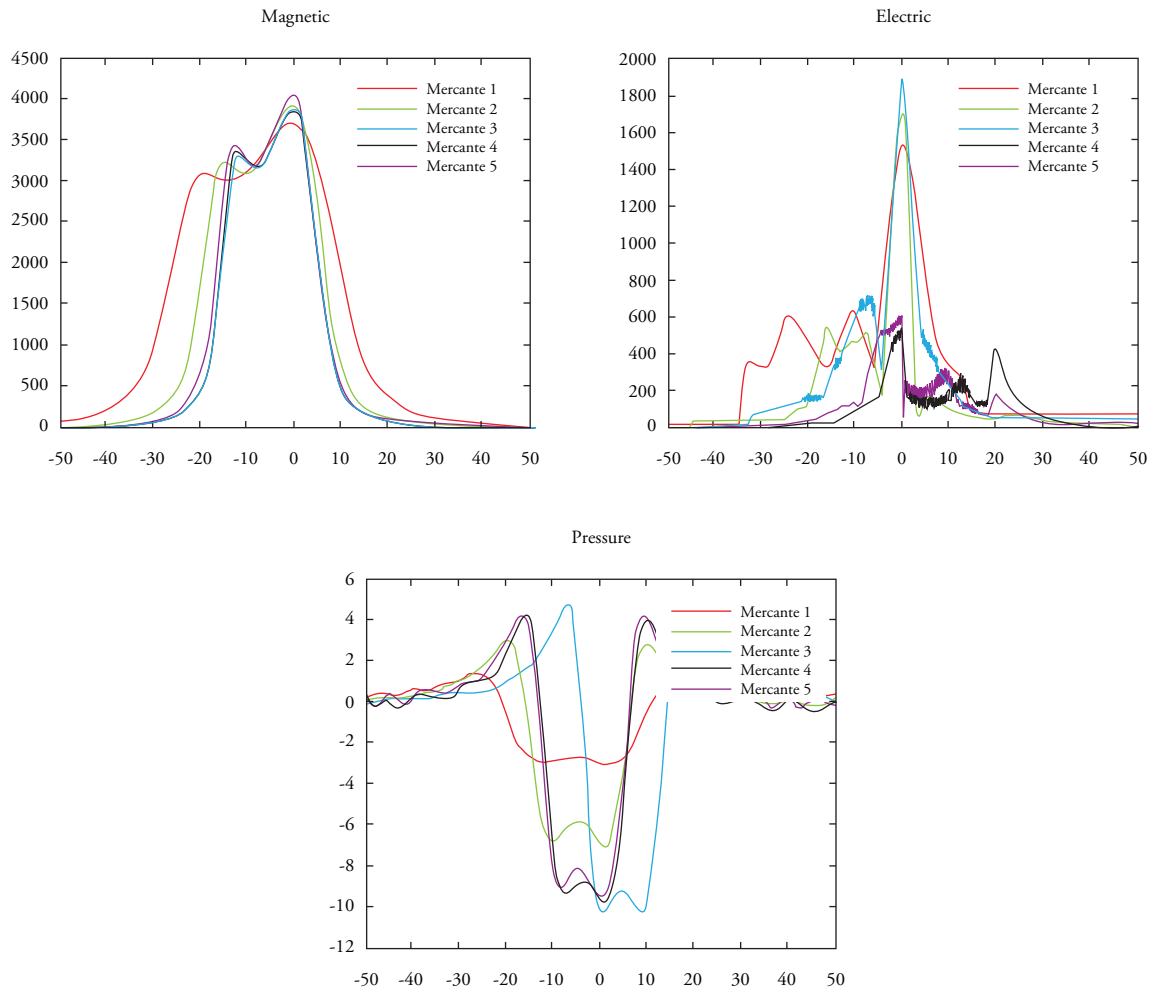 Magnetic
4500
4000
3500
3000
2500
2000
1500
1000
500
0
-50 -40 -30 -20 -10 0 10 20 30 40 50
Mercante 1
Mercante 2
Mercante 3
Mercante 4
Mercante 5
Electric
2000
1800
1600
1400
1200
1000
800
600
400
200
0
-50 -40 -30 -20 -10 0 10 20 30 40 50
Mercante 1
Mercante 2
Mercante 3
Mercante 4
Mercante 5
Pressure
6
4
2
0
-2
-4
-6
-8
-10
-12
-50 -40 -30 -20 -10 0 10 20 30 40 50
Mercante 1
Mercante 2
Mercante 3
Mercante 4
Mercante 5